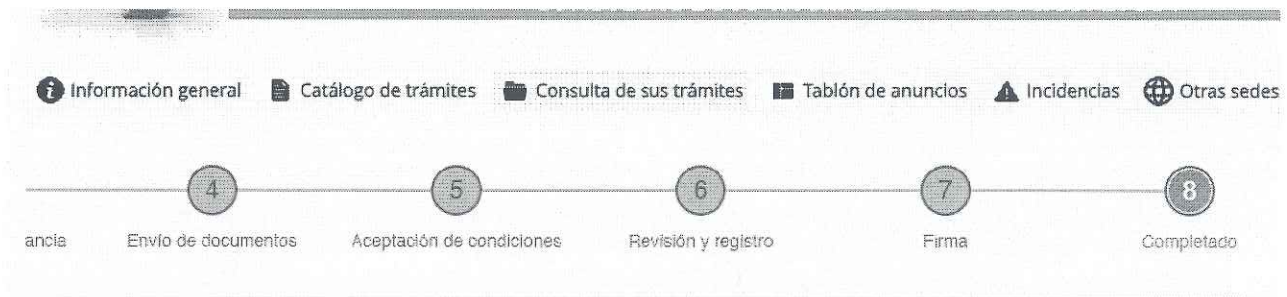 Información general Catálogo de trámites Consulta de sus trámites Tablón de anuncios Incidencias Otras sedes
4 5 6 7 8
ancia Envío de documentos Aceptación de condiciones Revisión y registro Firma Completado